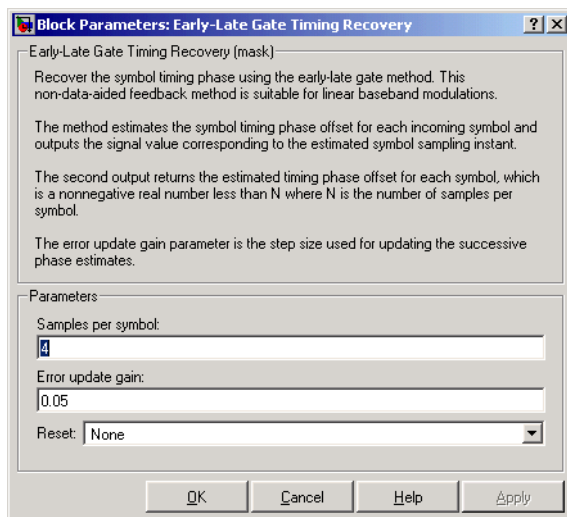 Block Parameters: Early-Late Gate Timing Recovery
Early-Late Gate Timing Recovery (mask)
Recover the symbol timing phase using the early-late gate method. This
non-data-aided feedback method is suitable for linear baseband modulations.
The method estimates the symbol timing phase offset for each incoming symbol and
outputs the signal value corresponding to the estimated symbol sampling instant.
The second output returns the estimated timing phase offset for each symbol, which
is a nonnegative real number less than N where N is the number of samples per
symbol.
The error update gain parameter is the step size used for updating the successive
phase estimates.
Parameters
Samples per symbol:
4
Error update gain:
0.05
Reset: None
OK Cancel Help Apply